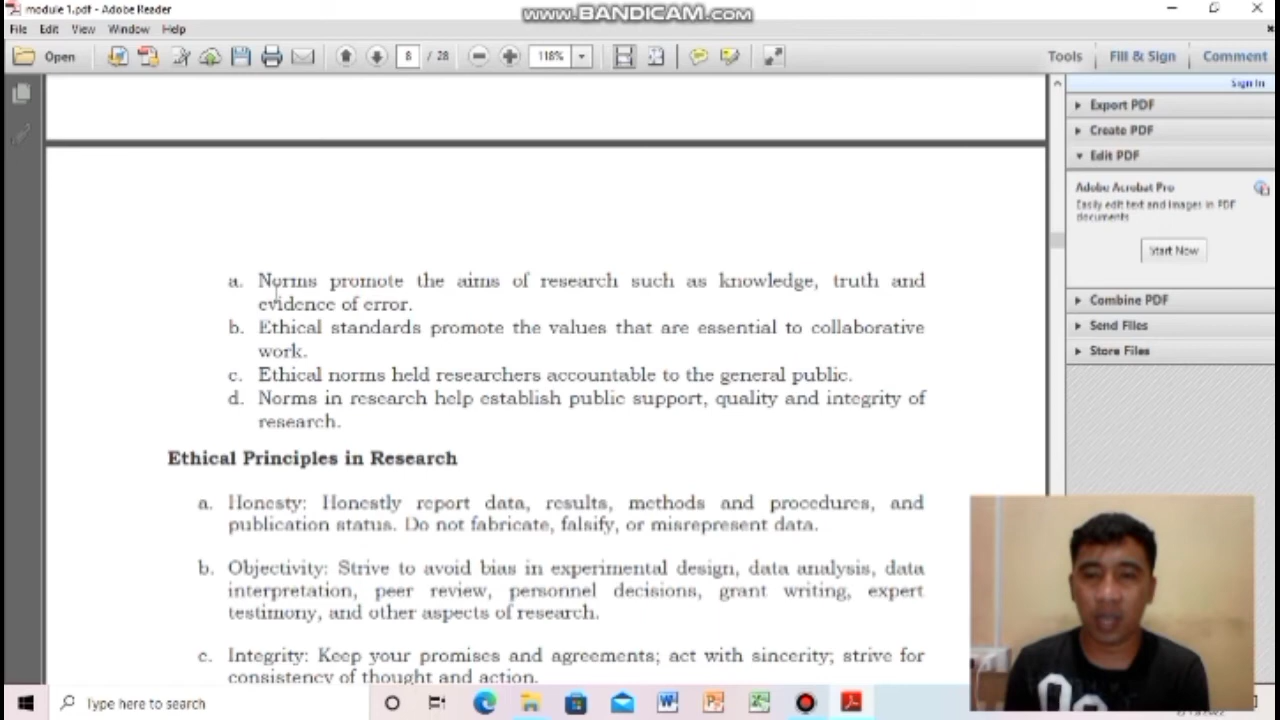 module 1.pdf - Adobe Reader
www.BANDICAM.com
File Edit View Window Help
Open
8 / 28
118%
Tools
Fill & Sign
Comment
Sign In
Export PDF
Create PDF
Edit PDF
Adobe Acrobat Pro
Easily edit text and images in PDF
documents
Start Now
Combine PDF
Send Files
Store Files
a. Norms promote the aims of research such as knowledge, truth and
evidence of error.
b. Ethical standards promote the values that are essential to collaborative
work.
c. Ethical norms held researchers accountable to the general public.
d. Norms in research help establish public support, quality and integrity of
research.
Ethical Principles in Research
a. Honesty: Honestly report data, results, methods and procedures, and
publication status. Do not fabricate, falsify, or misrepresent data.
b. Objectivity: Strive to avoid bias in experimental design, data analysis, data
interpretation, peer review, personnel decisions, grant writing, expert
testimony, and other aspects of research.
c. Integrity: Keep your promises and agreements; act with sincerity; strive for
consistency of thought and action.
Type here to search